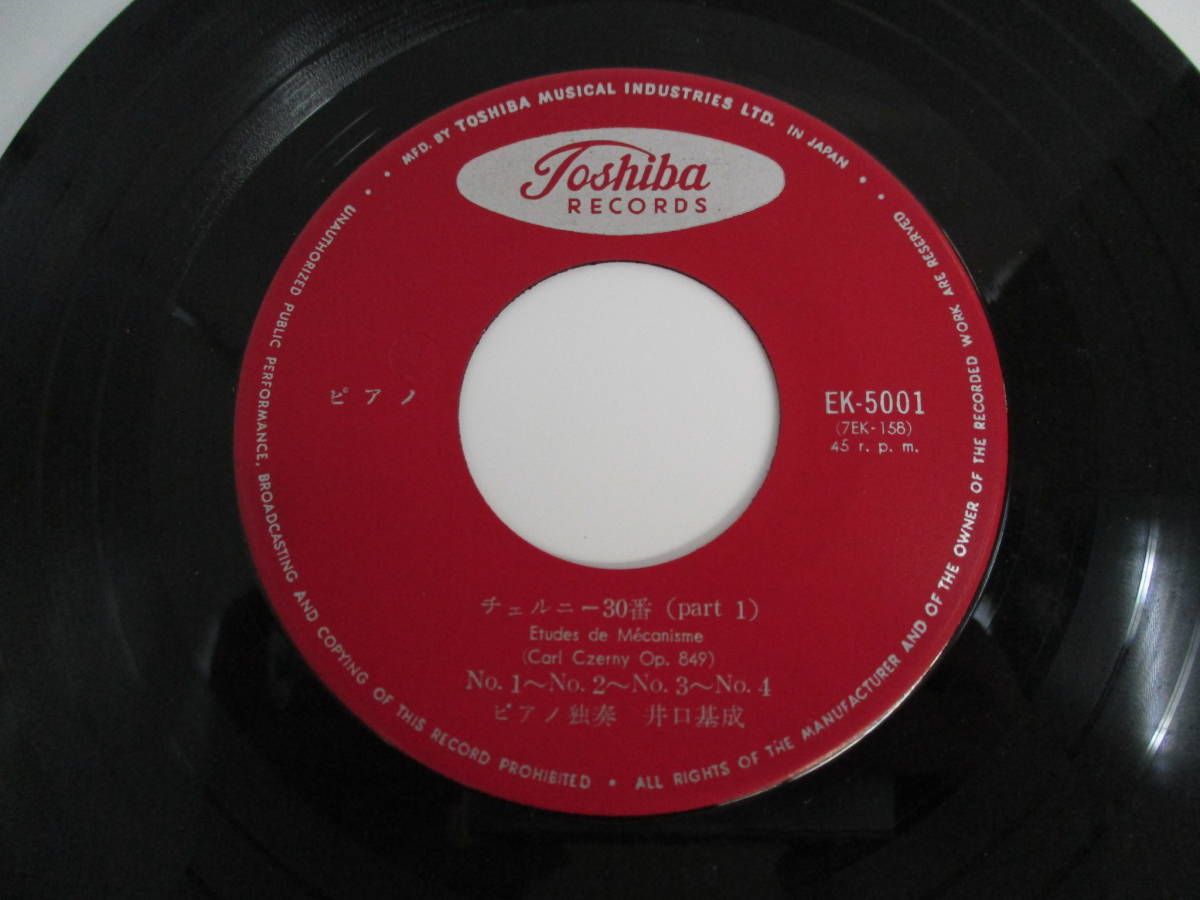 MFD. BY TOSHIBA MUSICAL INDUSTRIES LTD. IN JAPAN
Toshiba
RECORDS
ピアノ
EK-5001
(7EK-158)
45 r. p. m.
チェルニー30番 (part 1)
Etudes de Mécanisme
(Carl Czerny Op. 849)
No. 1～No. 2～No. 3～No. 4
ピアノ独奏 井口基成
UNAUTHORIZED PUBLIC PERFORMANCE, BROADCASTING AND COPYING OF THIS RECORD PROHIBITED • ALL RIGHTS OF THE MANUFACTURER AND OF THE OWNER OF THE RECORDED WORK ARE RESERVED